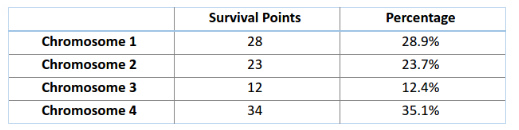 Survival Points Percentage
Chromosome 1 28 28.9%
Chromosome 2 23 23.7%
Chromosome 3 12 12.4%
Chromosome 4 34 35.1%